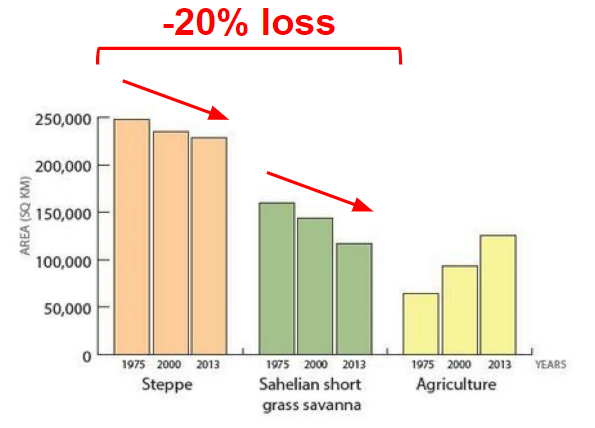 -20% loss
250,000
200,000
150,000
100,000
50,000
0
AREA (SQ KM)
1975 2000 2013 1975 2000 2013 1975 2000 2013 YEARS
Steppe Sahelian short Agriculture
grass savanna